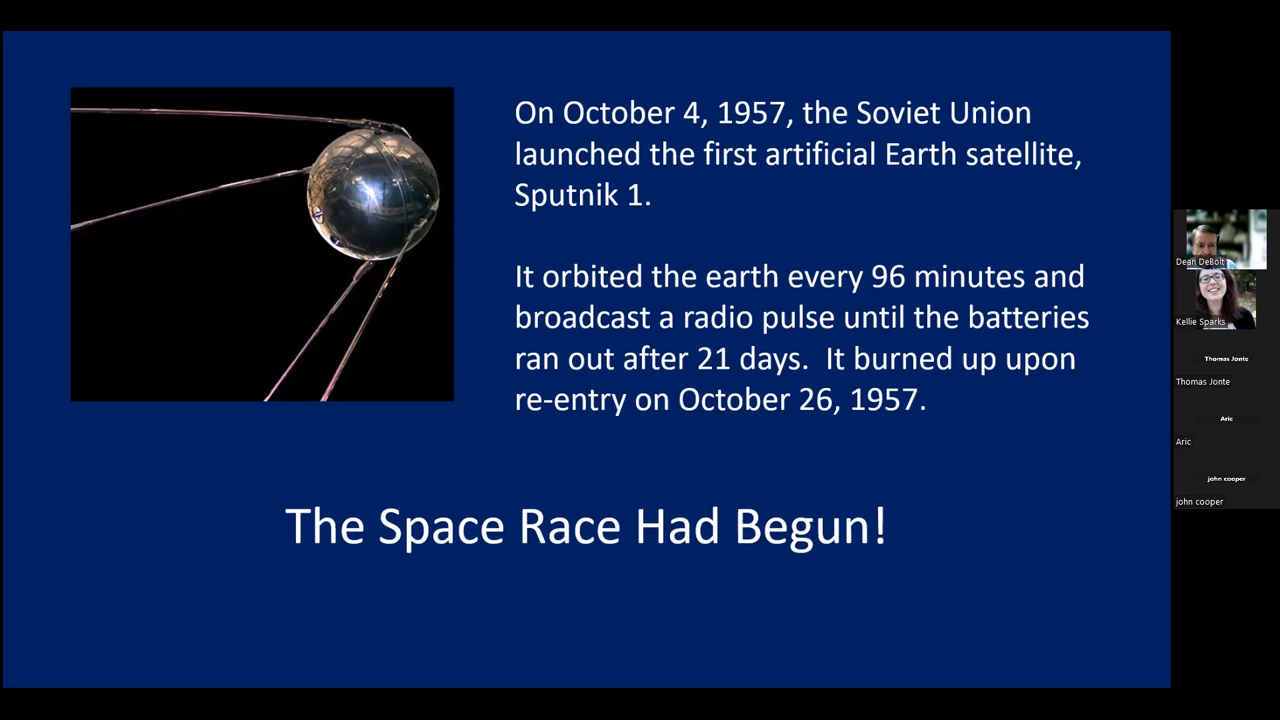 On October 4, 1957, the Soviet Union
launched the first artificial Earth satellite,
Sputnik 1.
It orbited the earth every 96 minutes and
broadcast a radio pulse until the batteries
ran out after 21 days.  It burned up upon
re-entry on October 26, 1957.
The Space Race Had Begun!
Dean DeBolt
Kellie Sparks
Thomas Jonte
Thomas Jonte
Aric
Aric
john cooper
john cooper